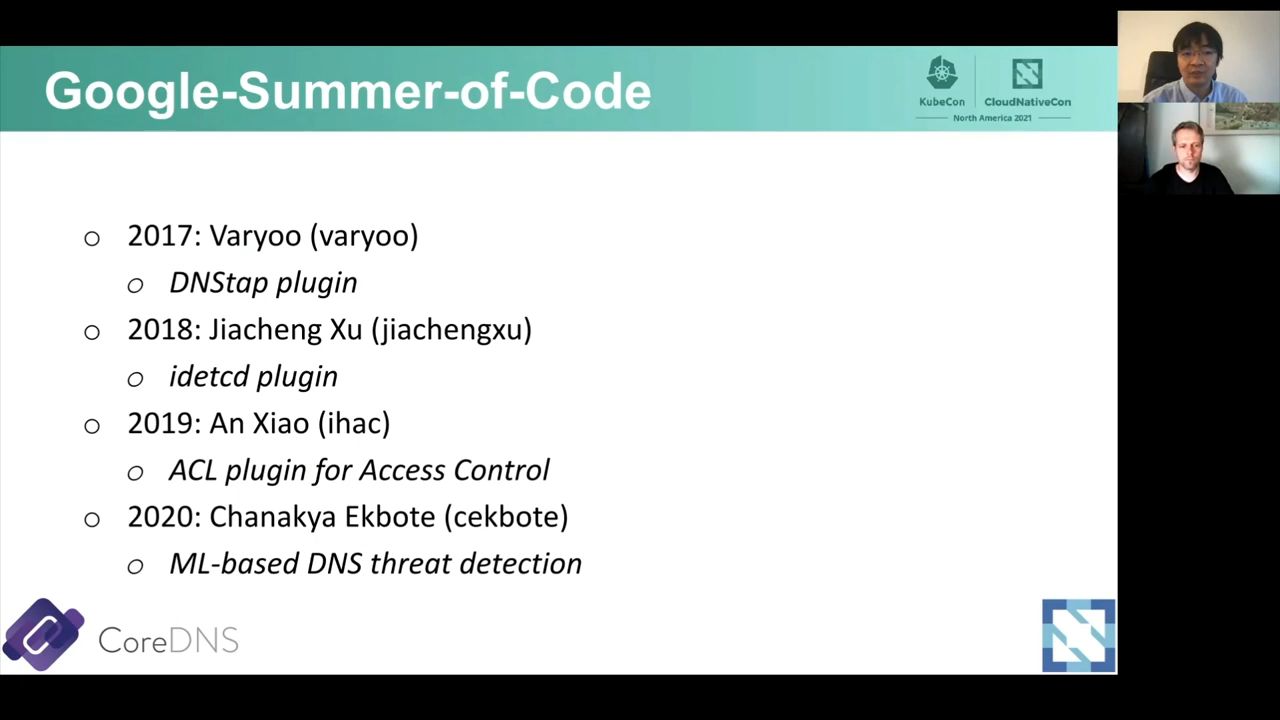 Google-Summer-of-Code
KubeCon
CloudNativeCon
North America 2021
2017: Varyoo (varyoo)
DNStap plugin
2018: Jiacheng Xu (jiachengxu)
idetcd plugin
2019: An Xiao (ihac)
ACL plugin for Access Control
2020: Chanakya Ekbote (cekbote)
ML-based DNS threat detection
CoreDNS